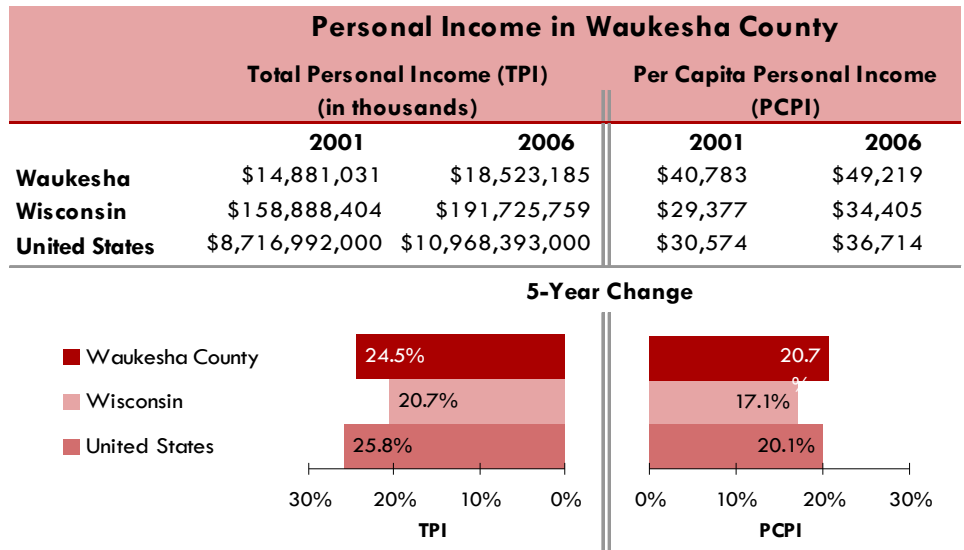 Personal Income in Waukesha County
Total Personal Income (TPI) Per Capita Personal Income
(in thousands) (PCPI)
2001 2006 2001 2006
Waukesha $14,881,031 $18,523,185 $40,783 $49,219
Wisconsin $158,888,404 $191,725,759 $29,377 $34,405
United States $8,716,992,000 $10,968,393,000 $30,574 $36,714
5-Year Change
Waukesha County 24.5% 20.7
%
Wisconsin 20.7% 17.1%
United States 25.8% 20.1%
30% 20% 10% 0% 0% 10% 20% 30%
TPI PCPI